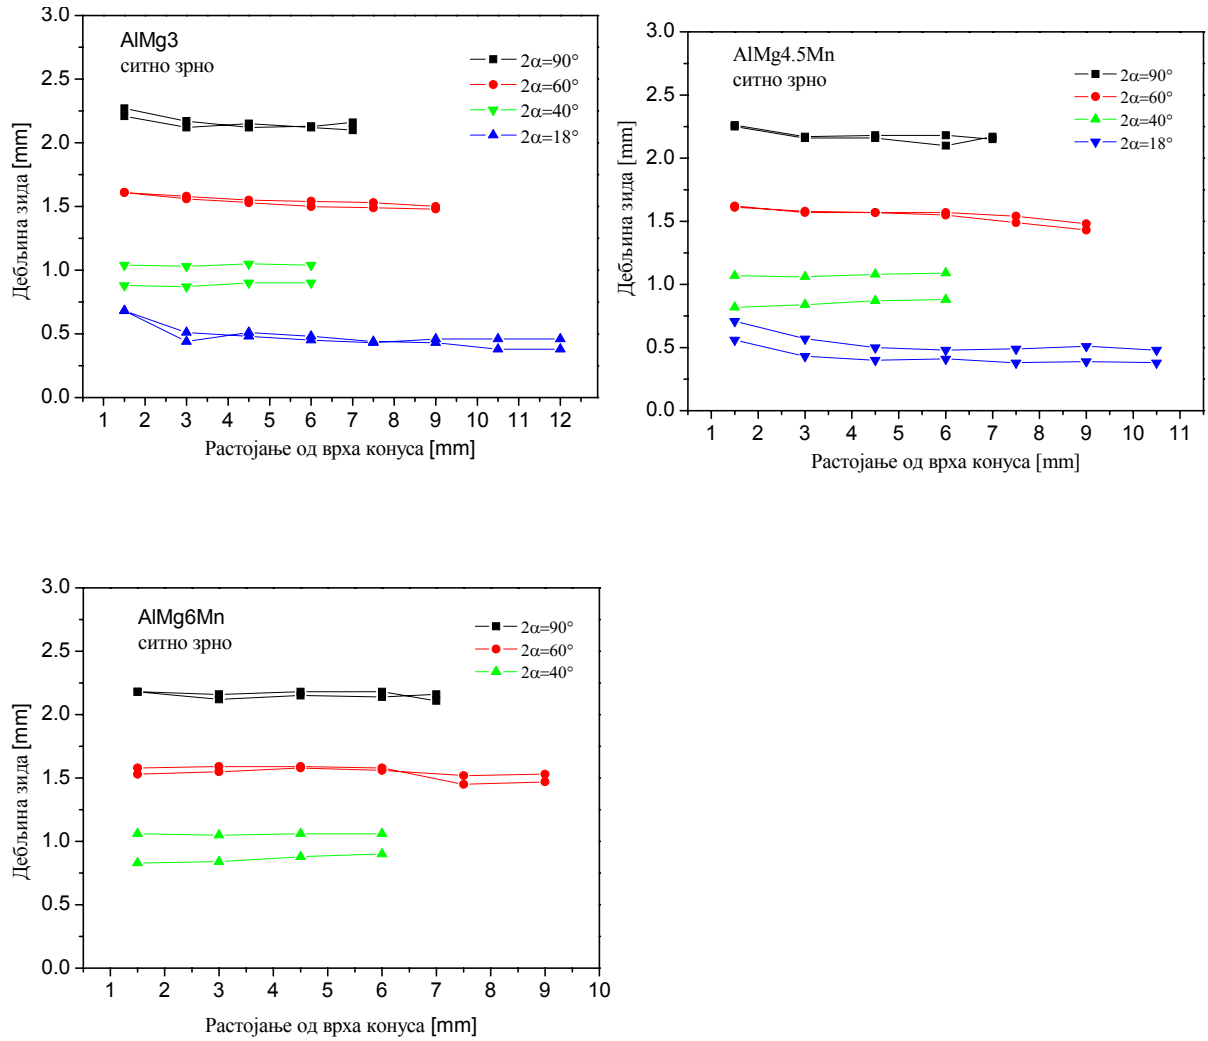 AlMg3
ситно зрно
2α=90°
2α=60°
2α=40°
2α=18°
3.0
2.5
2.0
1.5
1.0
0.5
0.0
Дебљина зида [mm]
1 2 3 4 5 6 7 8 9 10 11 12
Растојање од врха конуса [mm]
AlMg4.5Mn
ситно зрно
2α=90°
2α=60°
2α=40°
2α=18°
3.0
2.5
2.0
1.5
1.0
0.5
0.0
Дебљина зида [mm]
1 2 3 4 5 6 7 8 9 10 11
Растојање од врха конуса [mm]
AlMg6Mn
ситно зрно
2α=90°
2α=60°
2α=40°
3.0
2.5
2.0
1.5
1.0
0.5
0.0
Дебљина зида [mm]
1 2 3 4 5 6 7 8 9 10
Растојање од врха конуса [mm]